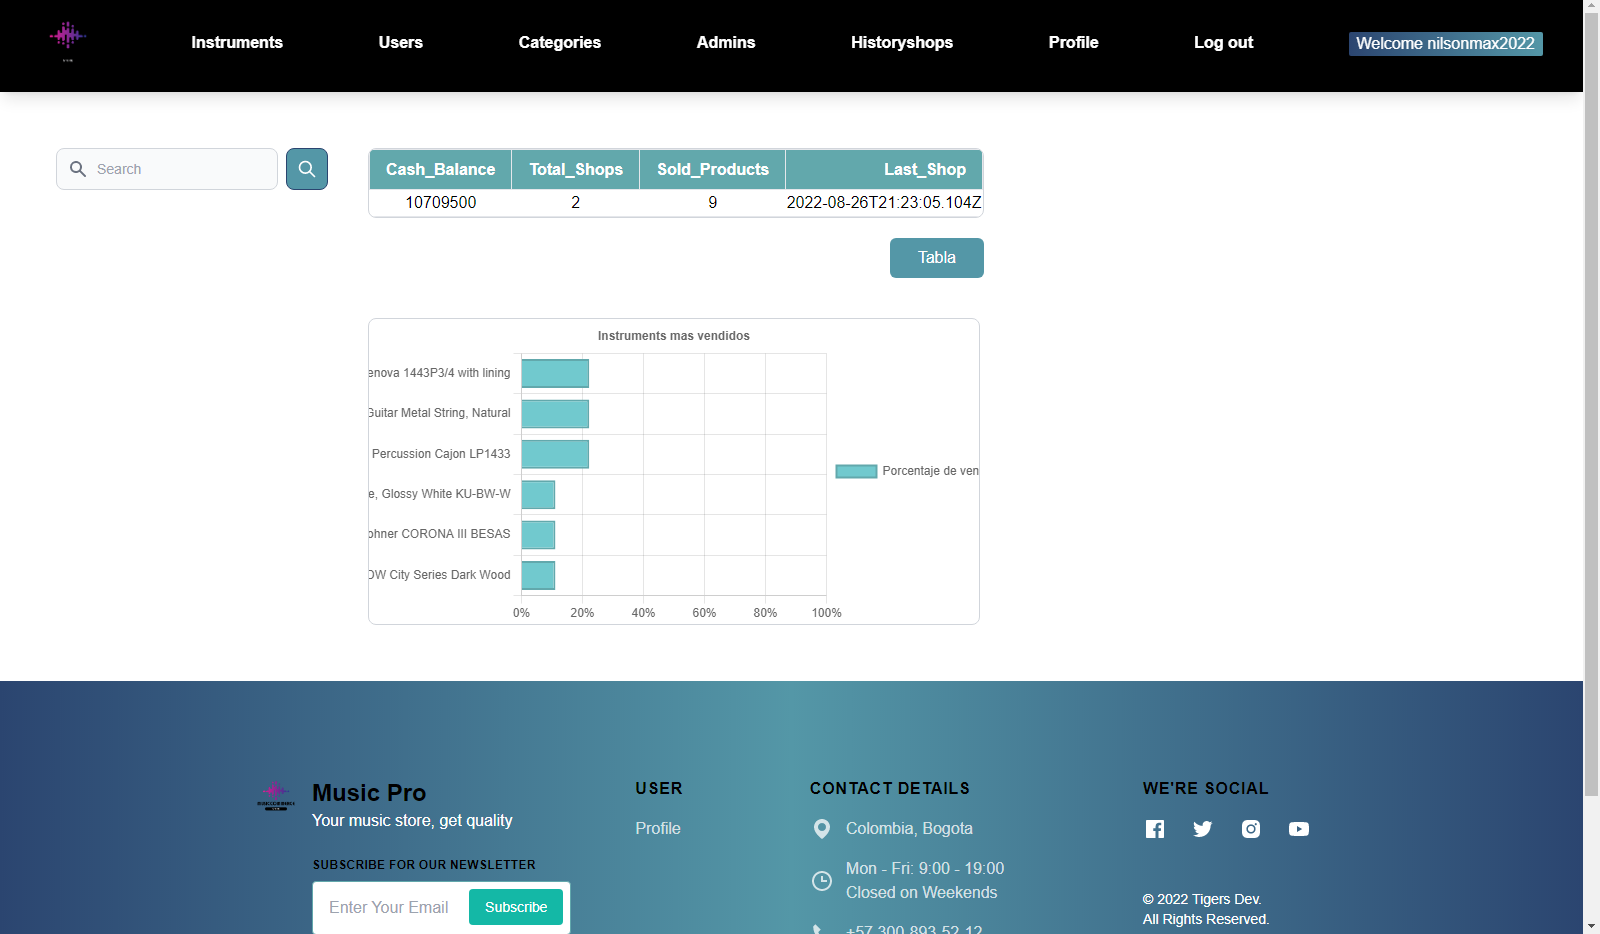 Instruments Users Categories Admins Historyshops Profile Log out Welcome nilsonmax2022
Search
Cash_Balance Total_Shops Sold_Products Last_Shop
10709500 2 9 2022-08-26T21:23:05.104Z
Tabla
Instruments mas vendidos
1443P3/4 with lining
Guitar Metal String, Natural
Percussion Cajon LP1433
Glossy White KU-BW-W
CORONA III BESAS
City Series Dark Wood
Porcentaje de ven
0% 20% 40% 60% 80% 100%
Music Pro
Your music store, get quality
SUBSCRIBE FOR OUR NEWSLETTER
Enter Your Email Subscribe
USER
Profile
CONTACT DETAILS
Colombia, Bogota
Mon - Fri: 9:00 - 19:00
Closed on Weekends
+57 300 893 52 12
WE'RE SOCIAL
© 2022 Tigers Dev.
All Rights Reserved.